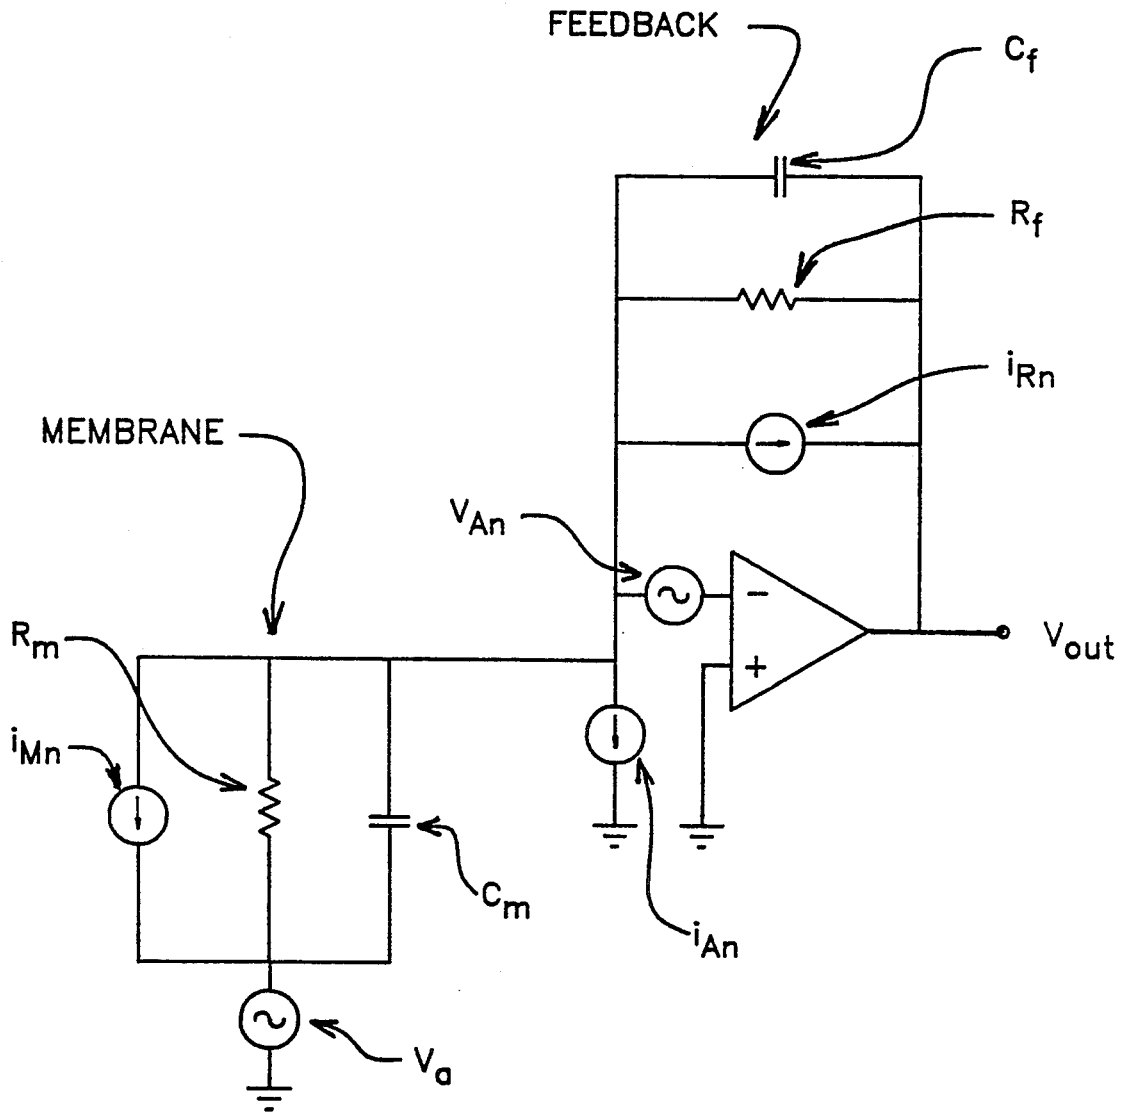 FEEDBACK
Cf
Rf
iRn
MEMBRANE
VAn
−
Rm
+
Vout
iMn
Cm
iAn
Va